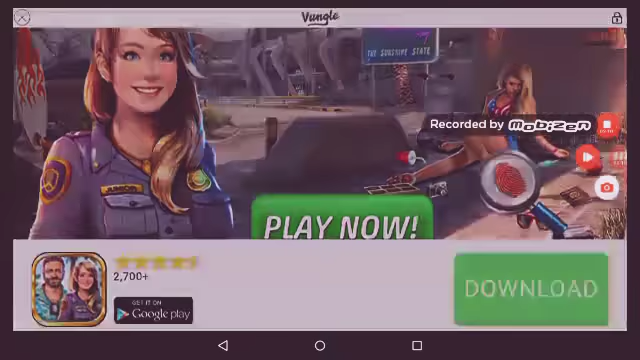 Vungle
THE SUNSHINE STATE
Recorded by mobizen
PLAY NOW!
2,700+
GET IT ON
Google play
DOWNLOAD